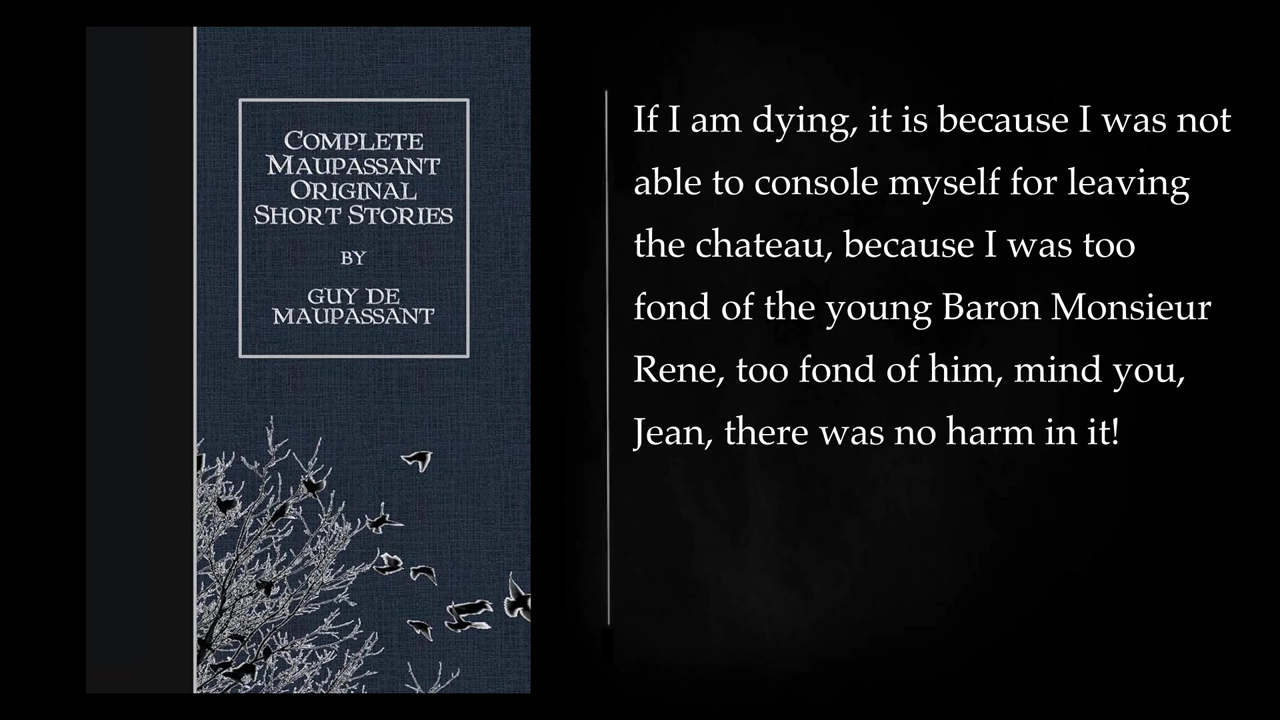 COMPLETE
MAUPASSANT
ORIGINAL
SHORT STORIES
BY
GUY DE
MAUPASSANT
If I am dying, it is because I was not
able to console myself for leaving
the chateau, because I was too
fond of the young Baron Monsieur
Rene, too fond of him, mind you,
Jean, there was no harm in it!